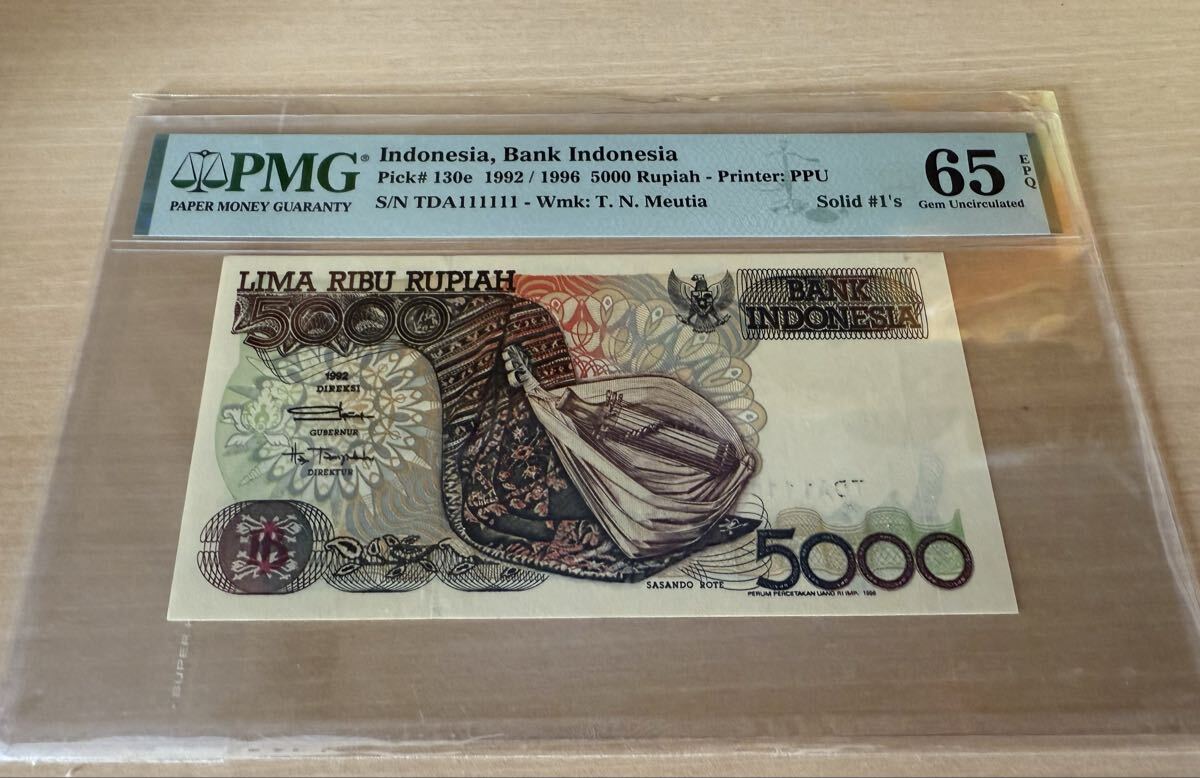 PMG®
PAPER MONEY GUARANTY
Indonesia, Bank Indonesia
Pick# 130e 1992 / 1996 5000 Rupiah - Printer: PPU
S/N TDA111111 - Wmk: T. N. Meutia
Solid #1's
65
EPQ
Gem Uncirculated
LIMA RIBU RUPIAH
5000
BANK
INDONESIA
1992
DIREKSI
GUBERNUR
DIREKTUR
SASANDO ROTE
5000
PERUM PERCETAKAN UANG RI IMP. 1996
SUPER